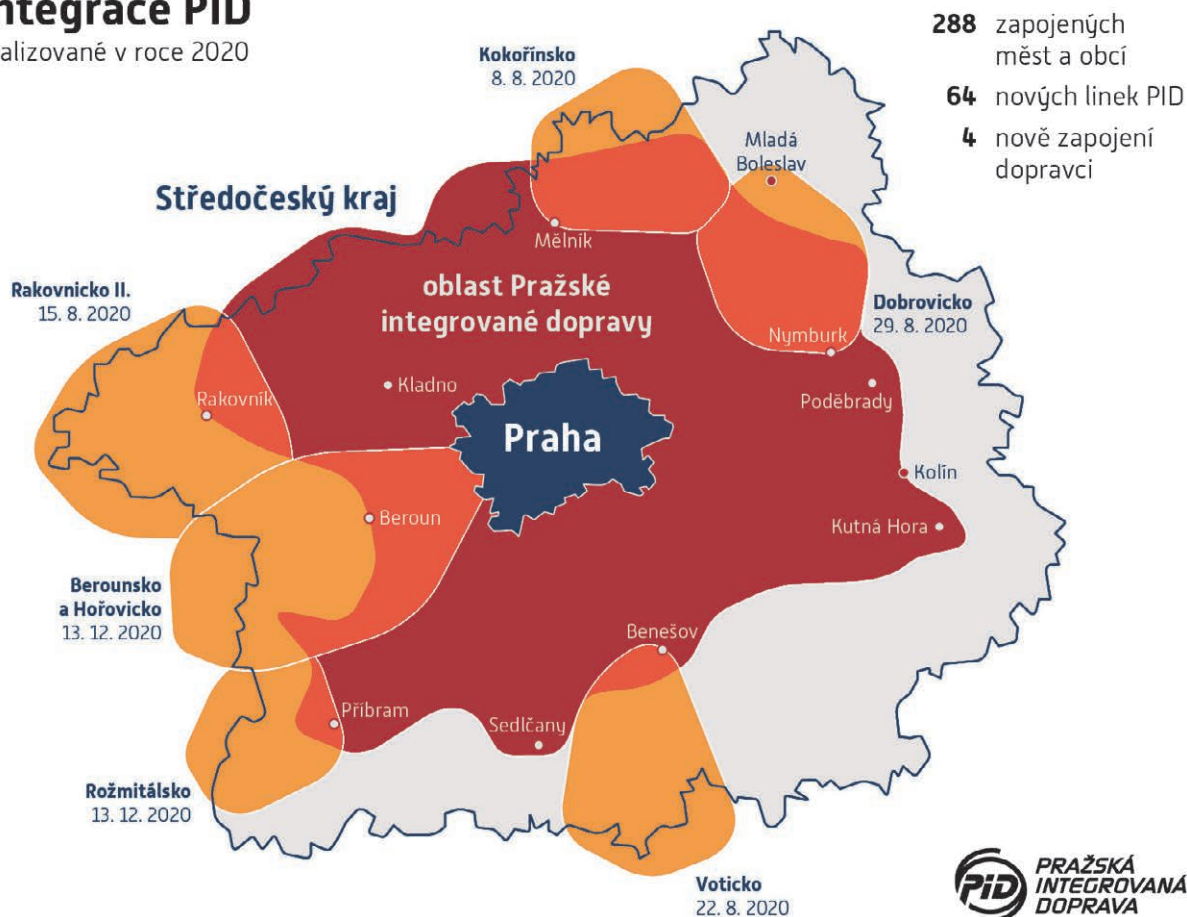 ntegrace PID
alizované v roce 2020
288 zapojených
měst a obcí
64 nových linek PID
4 nově zapojení
dopravci
Kokořínsko
8. 8. 2020
Mladá
Boleslav
Středočeský kraj
Mělník
oblast Pražské
integrované dopravy
Rakovnicko II.
15. 8. 2020
Dobrovicko
29. 8. 2020
Nymburk
Kladno
Rakovník
Poděbrady
Praha
Kolín
Beroun
Kutná Hora
Berounsko
a Hořovicko
13. 12. 2020
Benešov
Příbram
Sedlčany
Rožmitálsko
13. 12. 2020
Voticko
22. 8. 2020
PID
PRAŽSKÁ
INTEGROVANÁ
DOPRAVA